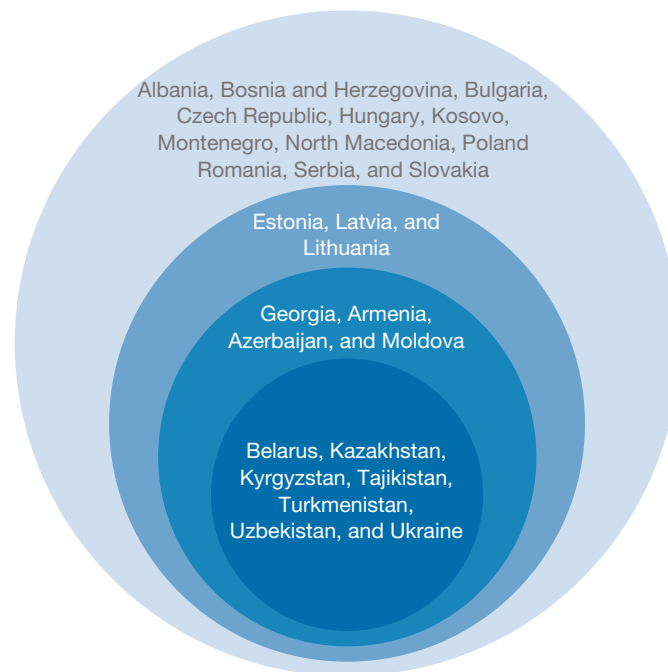 Albania, Bosnia and Herzegovina, Bulgaria,
Czech Republic, Hungary, Kosovo,
Montenegro, North Macedonia, Poland
Romania, Serbia, and Slovakia
Estonia, Latvia, and
Lithuania
Georgia, Armenia,
Azerbaijan, and Moldova
Belarus, Kazakhstan,
Kyrgyzstan, Tajikistan,
Turkmenistan,
Uzbekistan, and Ukraine